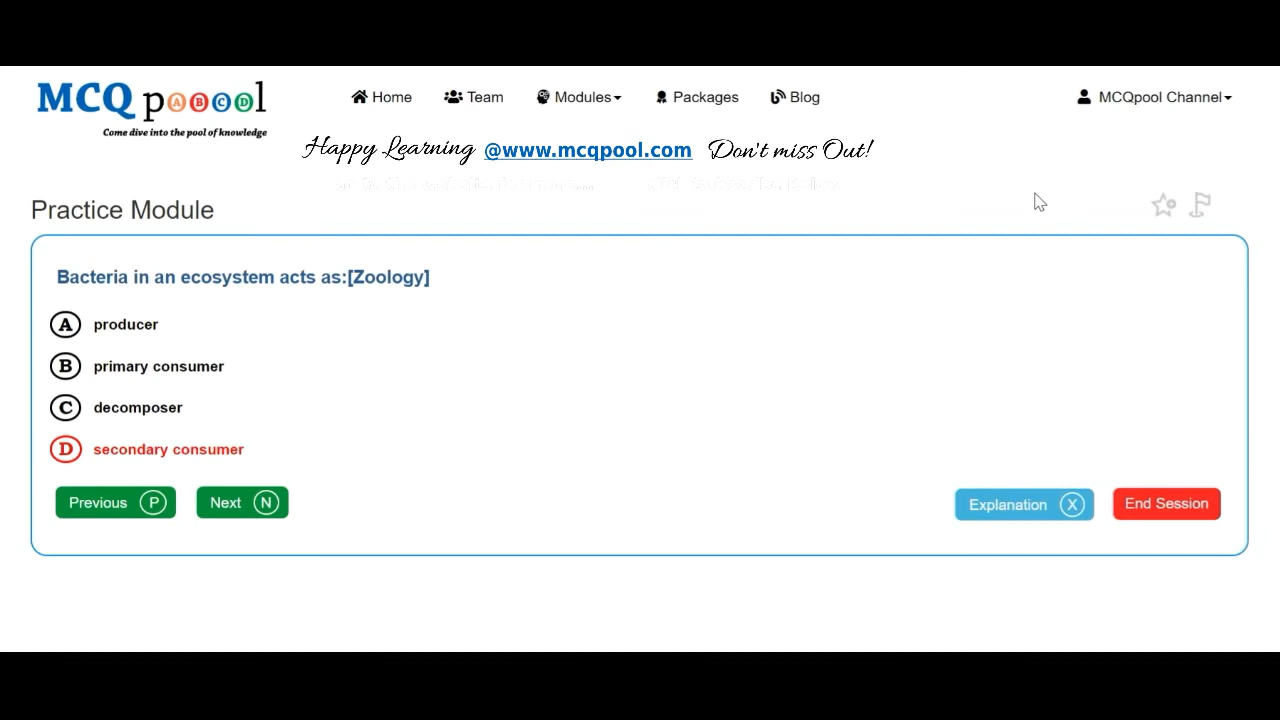 MCQ pooool
Come dive into the pool of knowledge
Home Team Modules Packages Blog MCQpool Channel
Happy Learning @www.mcqpool.com Don't miss Out!
Practice Module
Bacteria in an ecosystem acts as:[Zoology]
A producer
B primary consumer
C decomposer
D secondary consumer
Previous P Next N Explanation X End Session